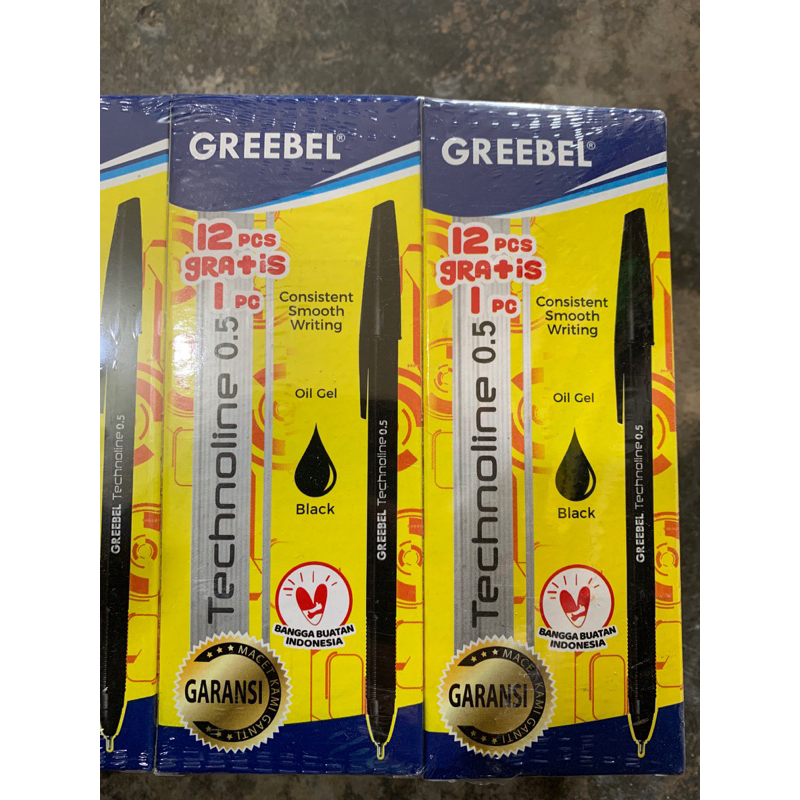 GREEBEL®
12 PCS
gratis
1 PC
Consistent
Smooth
Writing
Technoline 0.5
Oil Gel
Black
GREEBEL Technoline 0.5
BANGGA BUATAN
INDONESIA
GARANSI
MACET KAMI GANTI
GREEBEL®
12 PCS
gratis
1 PC
Consistent
Smooth
Writing
Technoline 0.5
Oil Gel
Black
GREEBEL Technoline 0.5
BANGGA BUATAN
INDONESIA
GARANSI
MACET KAMI GANTI
GREEBEL Technoline 0.5